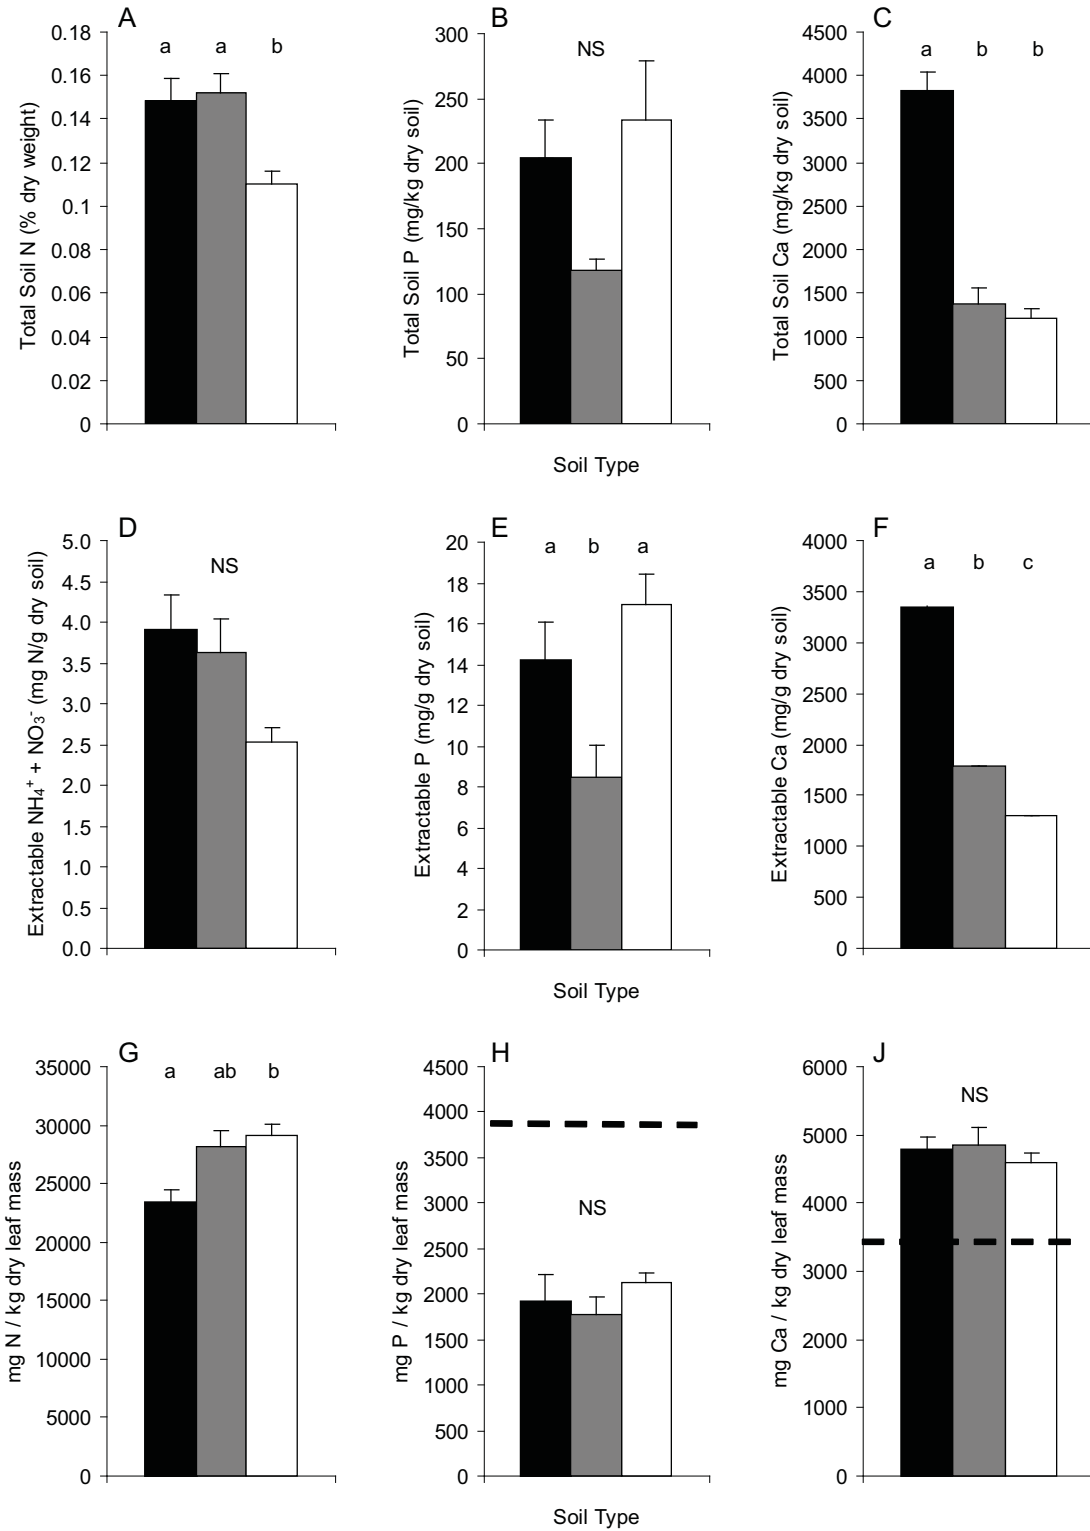 A
0.18
0.16
0.14
0.12
0.1
0.08
0.06
0.04
0.02
0
Total Soil N (% dry weight)
a a b
B
300
250
200
150
100
50
0
Total Soil P (mg/kg dry soil)
NS
Soil Type
C
4500
4000
3500
3000
2500
2000
1500
1000
500
0
Total Soil Ca (mg/kg dry soil)
a b b
D
5.0
4.5
4.0
3.5
3.0
2.5
2.0
1.5
1.0
0.5
0.0
Extractable NH₄⁺ + NO₃⁻ (mg N/g dry soil)
NS
E
20
18
16
14
12
10
8
6
4
2
0
Extractable P (mg/g dry soil)
a b a
Soil Type
F
4000
3500
3000
2500
2000
1500
1000
500
0
Extractable Ca (mg/g dry soil)
a b c
G
35000
30000
25000
20000
15000
10000
5000
0
mg N / kg dry leaf mass
a ab b
H
4500
4000
3500
3000
2500
2000
1500
1000
500
0
mg P / kg dry leaf mass
NS
Soil Type
J
6000
5000
4000
3000
2000
1000
0
mg Ca / kg dry leaf mass
NS